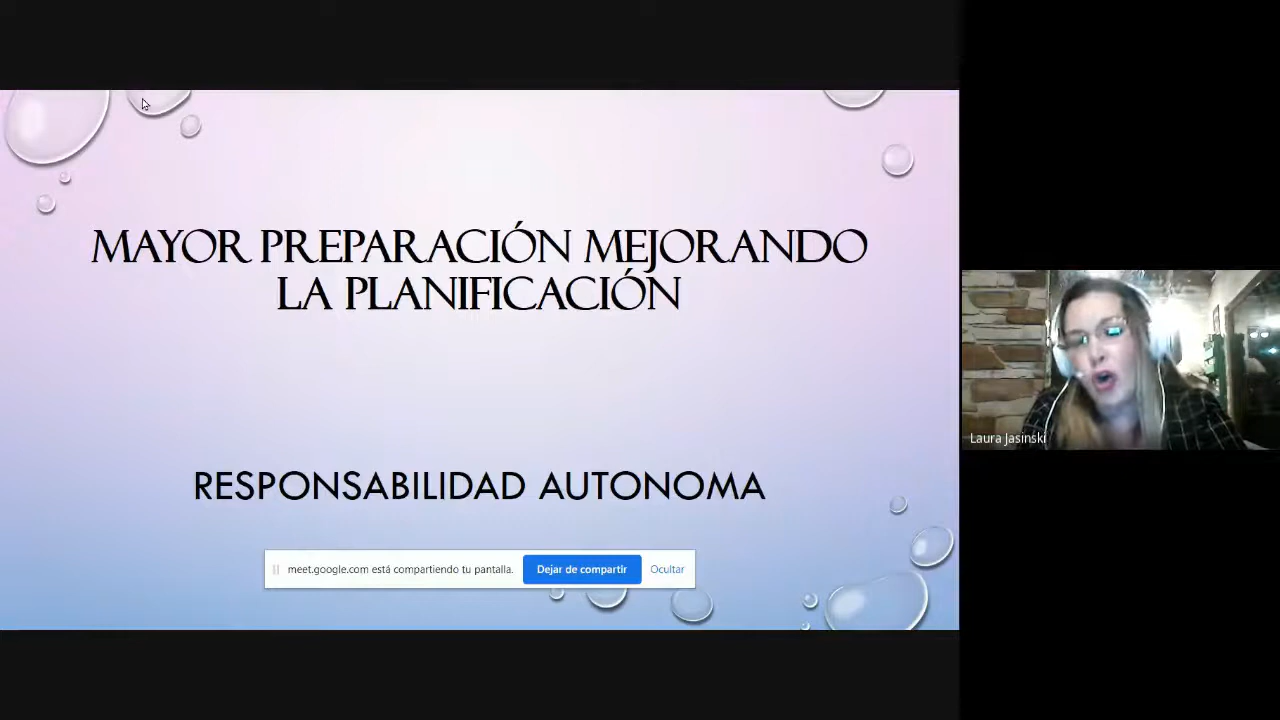 MAYOR PREPARACIÓN MEJORANDO
LA PLANIFICACIÓN
RESPONSABILIDAD AUTONOMA
meet.google.com está compartiendo tu pantalla.
Dejar de compartir
Ocultar
Laura Jasinski